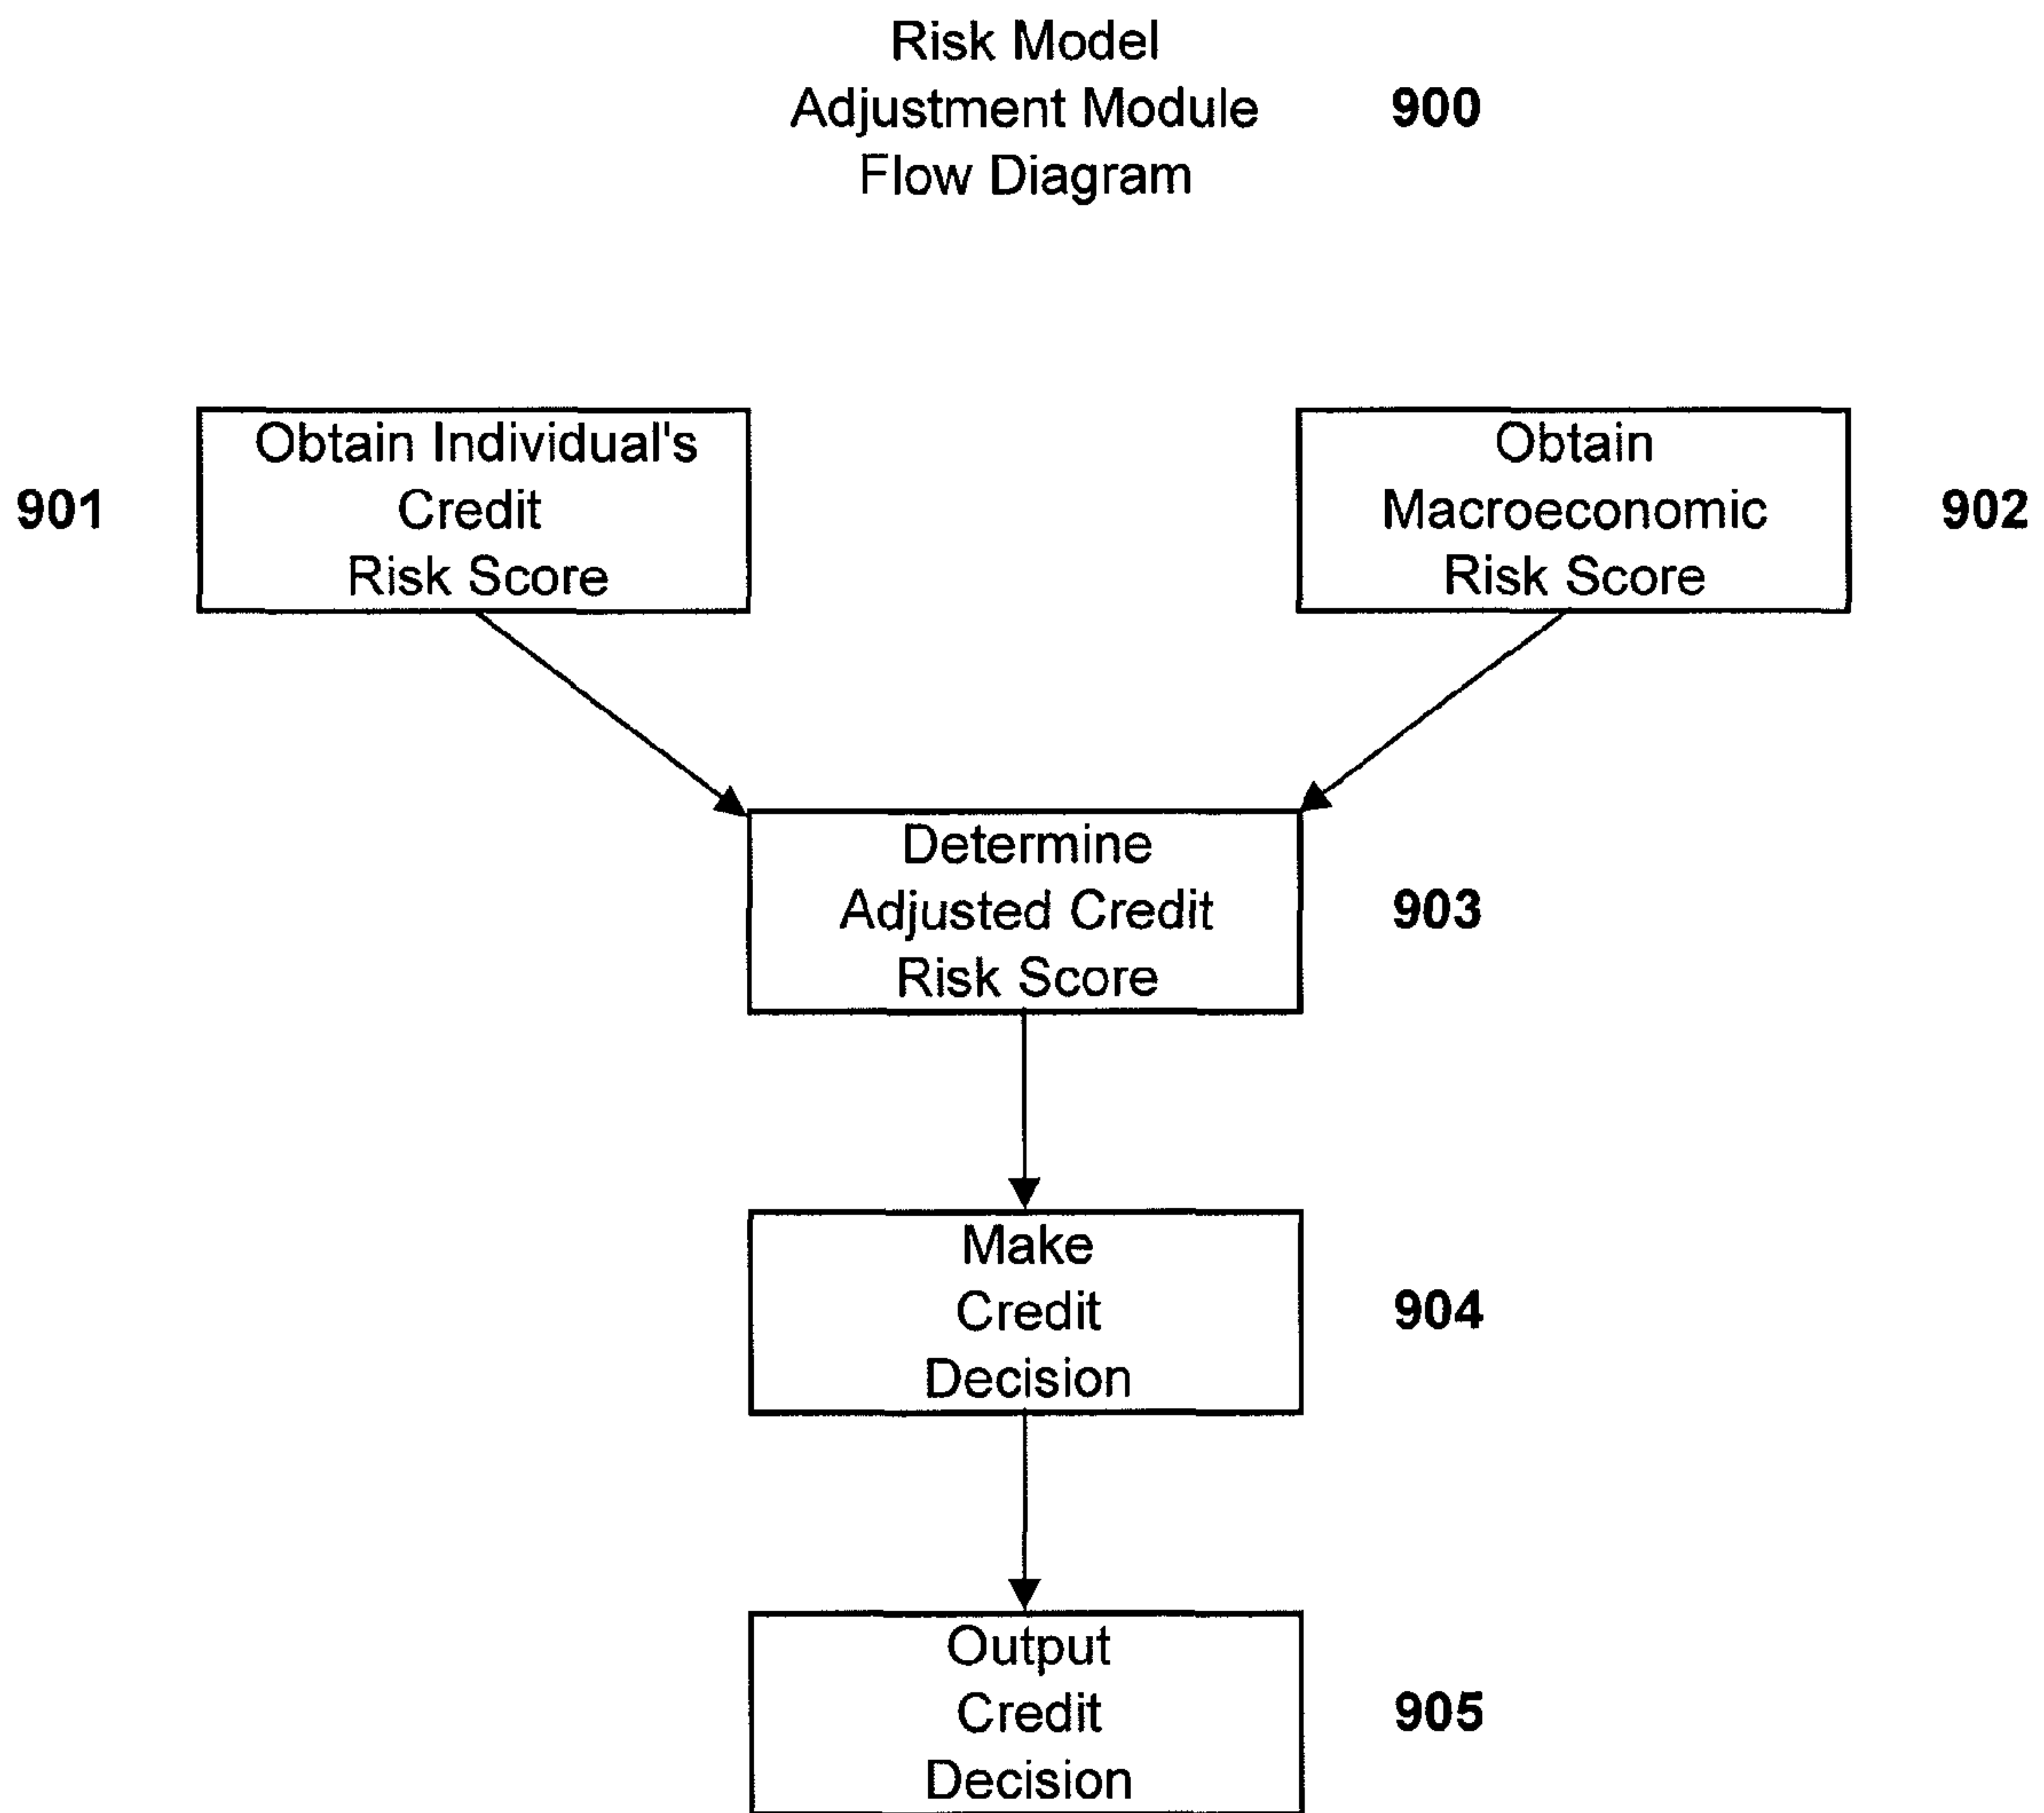 Risk Model
Adjustment Module 900
Flow Diagram
901
Obtain Individual's
Credit
Risk Score
Obtain
Macroeconomic
Risk Score
902
Determine
Adjusted Credit
Risk Score
903
Make
Credit
Decision
904
Output
Credit
Decision
905